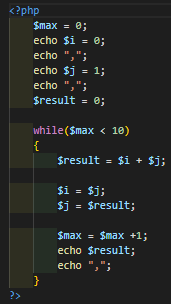 <?php
$max = 0;
echo $i = 0;
echo ",";
echo $j = 1;
echo ",";
$result = 0;
while($max < 10)
{
$result = $i + $j;
$i = $j;
$j = $result;
$max = $max +1;
echo $result;
echo ",";
}
?>